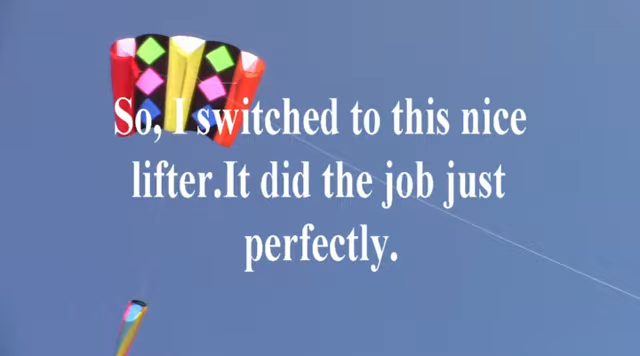 So, I switched to this nice
lifter.It did the job just
perfectly.